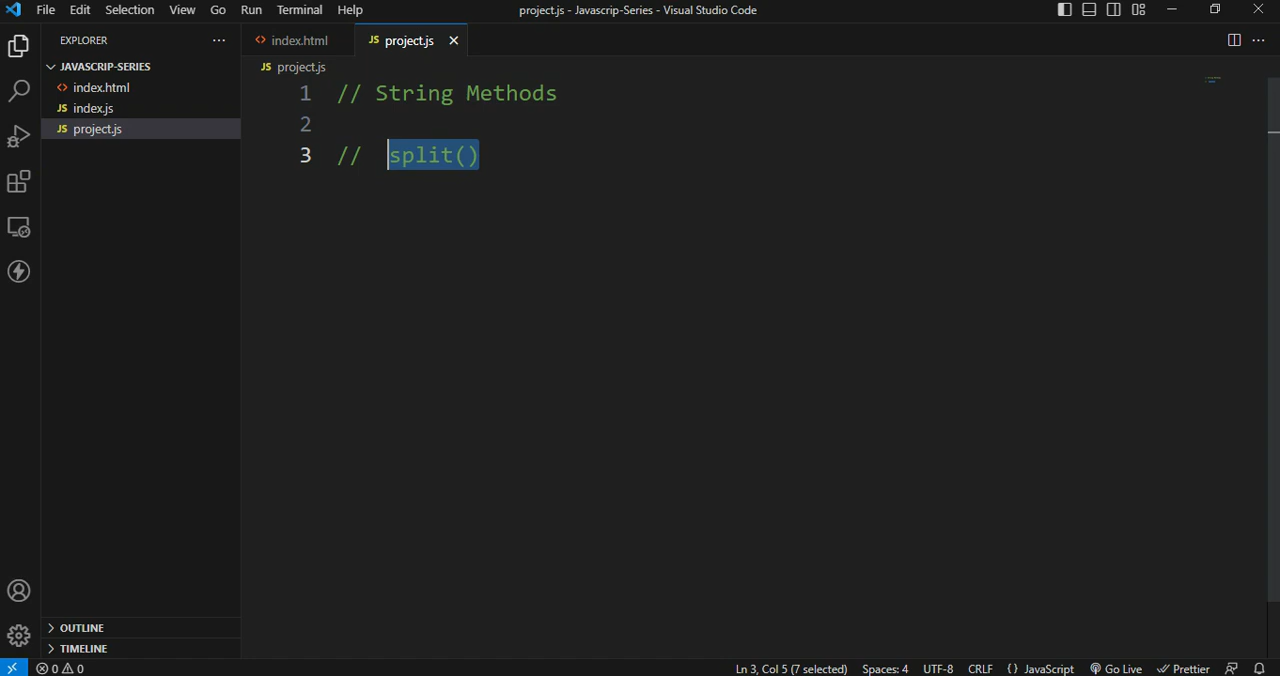 File Edit Selection View Go Run Terminal Help
project.js - Javascrip-Series - Visual Studio Code
EXPLORER
JAVASCRIP-SERIES
index.html
JS index.js
JS project.js
OUTLINE
TIMELINE
index.html
JS project.js
JS project.js
1 // String Methods
2
3 // split()
0 0
Ln 3, Col 5 (7 selected) Spaces: 4 UTF-8 CRLF {} JavaScript Go Live Prettier